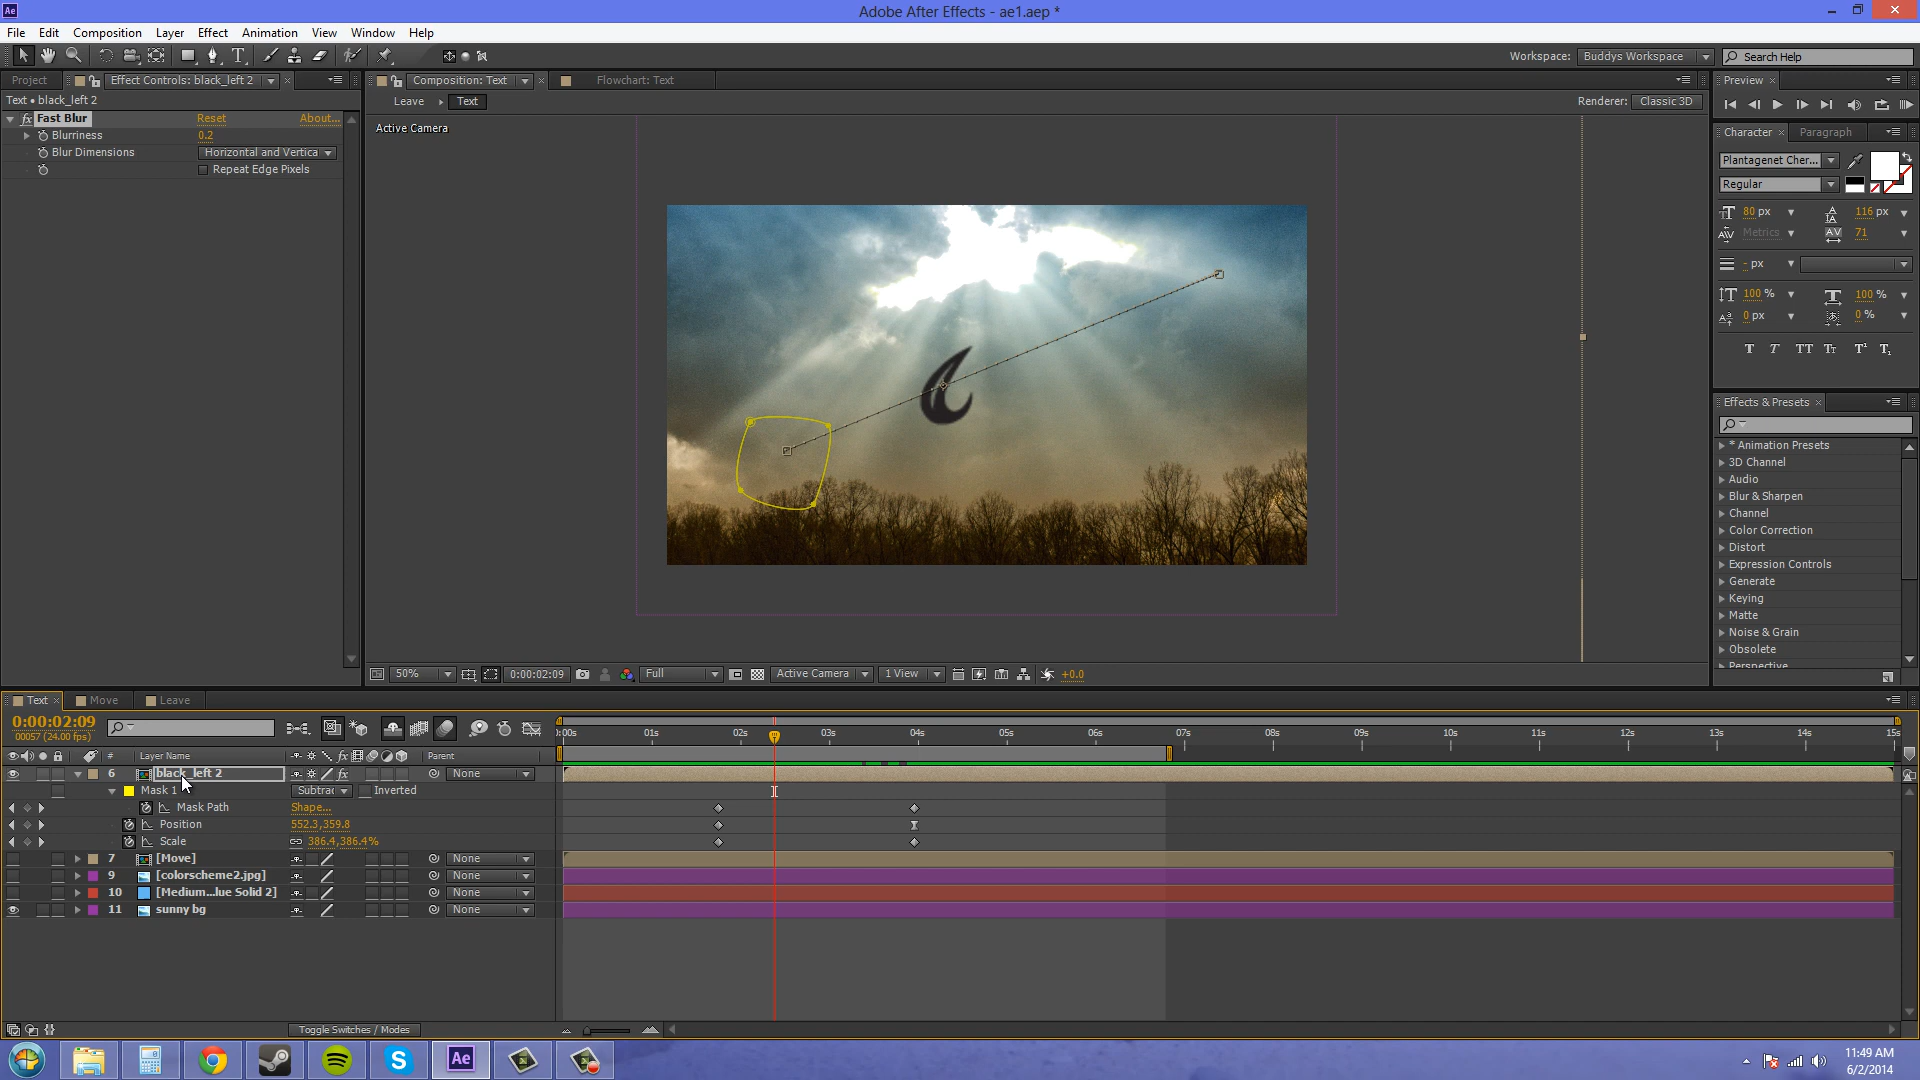 Adobe After Effects - ae1.aep *
File Edit Composition Layer Effect Animation View Window Help
Workspace: Buddys Workspace Search Help
Project Effect Controls: black_left 2 Composition: Text Flowchart: Text Preview
Text • black_left 2 Leave Text Renderer: Classic 3D
fx Fast Blur Reset About...
Blurriness 0.2
Blur Dimensions Horizontal and Vertica
Repeat Edge Pixels
Active Camera
Character Paragraph
Plantagenet Cher...
Regular
80 px 116 px
Metrics 71
- px
100 % 100 %
0 px 0 %
T T TT Tt T¹ T₁
Effects & Presets
* Animation Presets
3D Channel
Audio
Blur & Sharpen
Channel
Color Correction
Distort
Expression Controls
Generate
Keying
Matte
Noise & Grain
Obsolete
Perspective
50% 0:00:02:09 Full Active Camera 1 View +0.0
Text Move Leave
0:00:02:09
00057 (24.00 fps)
:00s 01s 02s 03s 04s 05s 06s 07s 08s 09s 10s 11s 12s 13s 14s 15s
# Layer Name fx Parent
6 black_left 2 fx None
Mask 1 Subtrac Inverted
Mask Path Shape...
Position 552.3,359.8
Scale 386.4,386.4%
7 [Move] None
9 [colorscheme2.jpg] None
10 [Medium...lue Solid 2] None
11 sunny bg None
Toggle Switches / Modes
Ae
11:49 AM
6/2/2014